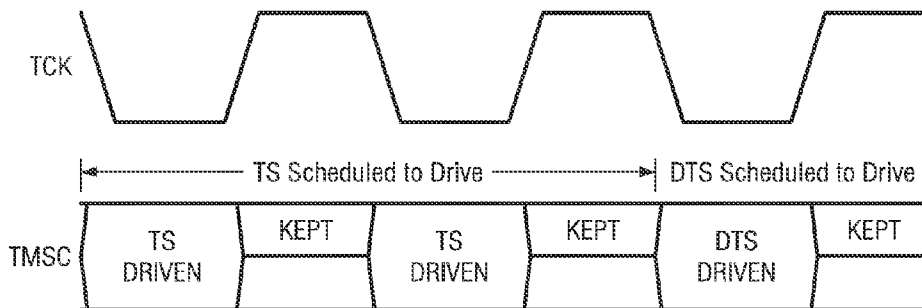 TCK
TS Scheduled to Drive
DTS Scheduled to Drive
TMSC
TS DRIVEN
KEPT
TS DRIVEN
KEPT
DTS DRIVEN
KEPT